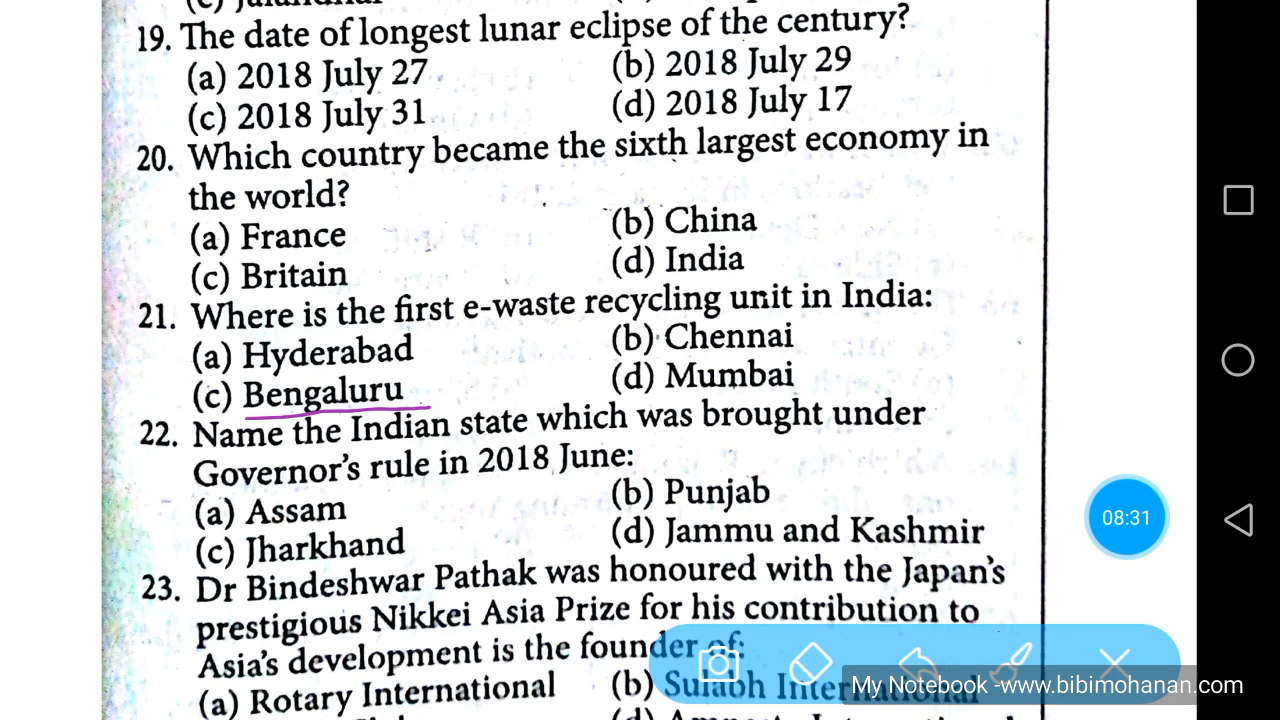 19. The date of longest lunar eclipse of the century?
(a) 2018 July 27 (b) 2018 July 29
(c) 2018 July 31 (d) 2018 July 17
20. Which country became the sixth largest economy in
the world?
(a) France (b) China
(c) Britain (d) India
21. Where is the first e-waste recycling unit in India:
(a) Hyderabad (b) Chennai
(c) Bengaluru (d) Mumbai
22. Name the Indian state which was brought under
Governor's rule in 2018 June:
(a) Assam (b) Punjab
(c) Jharkhand (d) Jammu and Kashmir
08:31
23. Dr Bindeshwar Pathak was honoured with the Japan's
prestigious Nikkei Asia Prize for his contribution to
Asia's development is the founder of:
(a) Rotary International (b) Sulabh International
My Notebook -www.bibimohanan.com